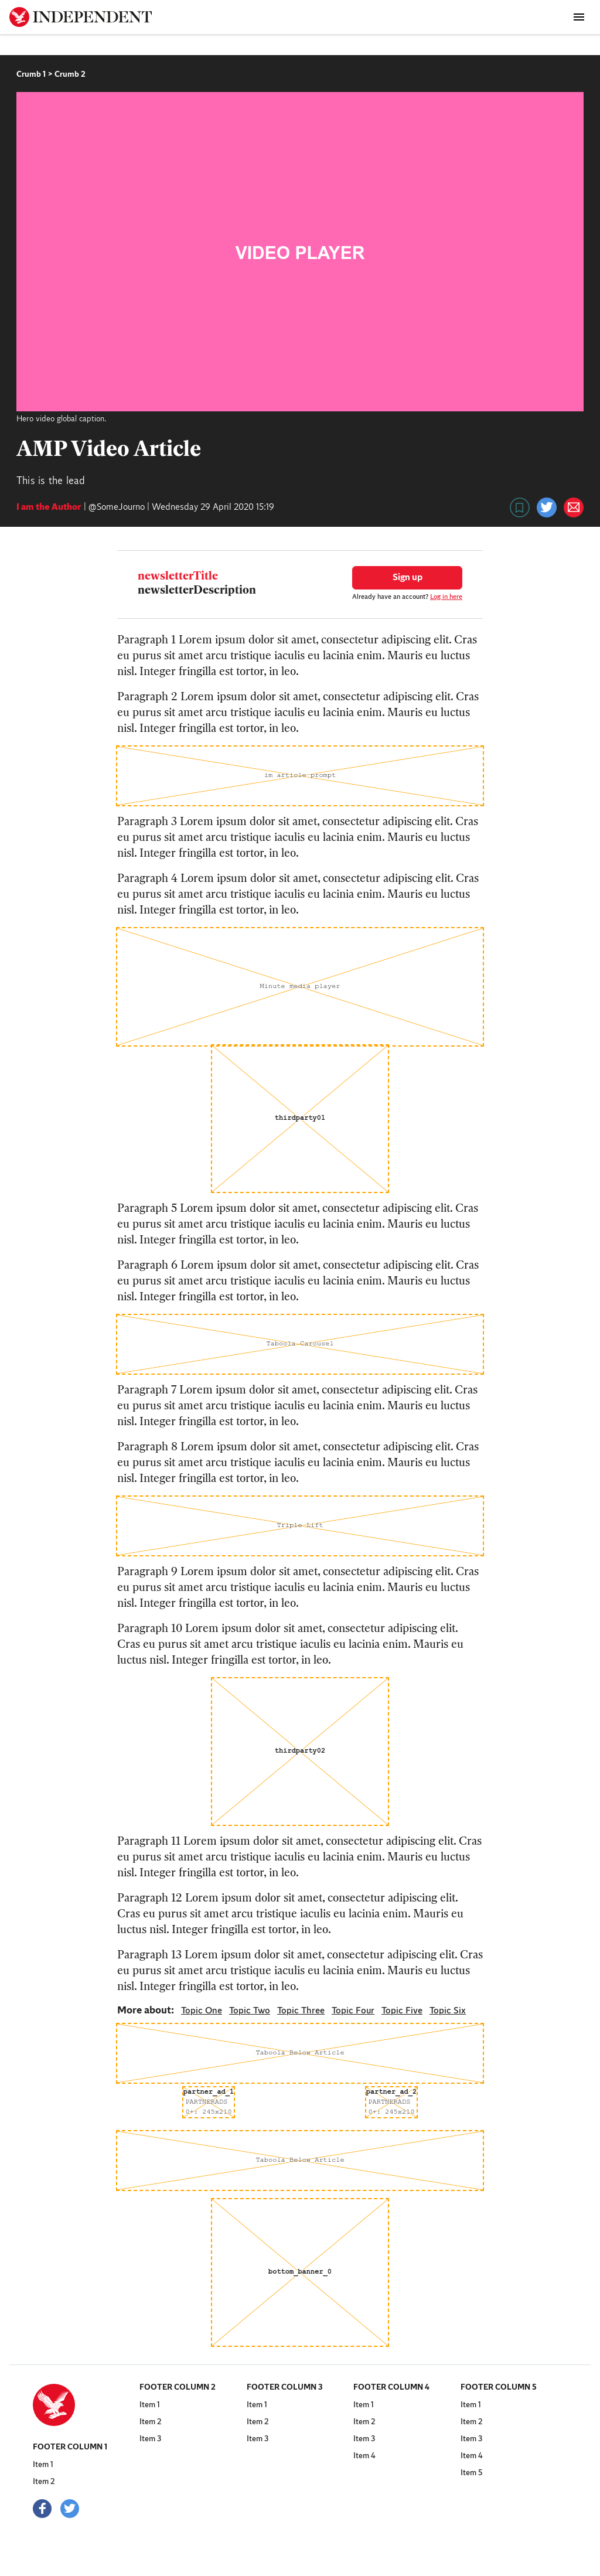 INDEPENDENT
Crumb 1 > Crumb 2
VIDEO PLAYER
Hero video global caption.
AMP Video Article
This is the lead
I am the Author | @SomeJourno | Wednesday 29 April 2020 15:19
newsletterTitle
newsletterDescription
Sign up
Already have an account? Log in here
Paragraph 1 Lorem ipsum dolor sit amet, consectetur adipiscing elit. Cras
eu purus sit amet arcu tristique iaculis eu lacinia enim. Mauris eu luctus
nisl. Integer fringilla est tortor, in leo.
Paragraph 2 Lorem ipsum dolor sit amet, consectetur adipiscing elit. Cras
eu purus sit amet arcu tristique iaculis eu lacinia enim. Mauris eu luctus
nisl. Integer fringilla est tortor, in leo.
im article prompt
Paragraph 3 Lorem ipsum dolor sit amet, consectetur adipiscing elit. Cras
eu purus sit amet arcu tristique iaculis eu lacinia enim. Mauris eu luctus
nisl. Integer fringilla est tortor, in leo.
Paragraph 4 Lorem ipsum dolor sit amet, consectetur adipiscing elit. Cras
eu purus sit amet arcu tristique iaculis eu lacinia enim. Mauris eu luctus
nisl. Integer fringilla est tortor, in leo.
Minute media player
thirdparty01
Paragraph 5 Lorem ipsum dolor sit amet, consectetur adipiscing elit. Cras
eu purus sit amet arcu tristique iaculis eu lacinia enim. Mauris eu luctus
nisl. Integer fringilla est tortor, in leo.
Paragraph 6 Lorem ipsum dolor sit amet, consectetur adipiscing elit. Cras
eu purus sit amet arcu tristique iaculis eu lacinia enim. Mauris eu luctus
nisl. Integer fringilla est tortor, in leo.
Taboola Carousel
Paragraph 7 Lorem ipsum dolor sit amet, consectetur adipiscing elit. Cras
eu purus sit amet arcu tristique iaculis eu lacinia enim. Mauris eu luctus
nisl. Integer fringilla est tortor, in leo.
Paragraph 8 Lorem ipsum dolor sit amet, consectetur adipiscing elit. Cras
eu purus sit amet arcu tristique iaculis eu lacinia enim. Mauris eu luctus
nisl. Integer fringilla est tortor, in leo.
Triple Lift
Paragraph 9 Lorem ipsum dolor sit amet, consectetur adipiscing elit. Cras
eu purus sit amet arcu tristique iaculis eu lacinia enim. Mauris eu luctus
nisl. Integer fringilla est tortor, in leo.
Paragraph 10 Lorem ipsum dolor sit amet, consectetur adipiscing elit.
Cras eu purus sit amet arcu tristique iaculis eu lacinia enim. Mauris eu
luctus nisl. Integer fringilla est tortor, in leo.
thirdparty02
Paragraph 11 Lorem ipsum dolor sit amet, consectetur adipiscing elit. Cras
eu purus sit amet arcu tristique iaculis eu lacinia enim. Mauris eu luctus
nisl. Integer fringilla est tortor, in leo.
Paragraph 12 Lorem ipsum dolor sit amet, consectetur adipiscing elit.
Cras eu purus sit amet arcu tristique iaculis eu lacinia enim. Mauris eu
luctus nisl. Integer fringilla est tortor, in leo.
Paragraph 13 Lorem ipsum dolor sit amet, consectetur adipiscing elit. Cras
eu purus sit amet arcu tristique iaculis eu lacinia enim. Mauris eu luctus
nisl. Integer fringilla est tortor, in leo.
More about: Topic One Topic Two Topic Three Topic Four Topic Five Topic Six
Taboola Below Article
partner_ad_1
PARTNERADS
0+: 245x210
partner_ad_2
PARTNERADS
0+: 245x210
Taboola Below Article
bottom_banner_0
FOOTER COLUMN 1
Item 1
Item 2
FOOTER COLUMN 2
Item 1
Item 2
Item 3
FOOTER COLUMN 3
Item 1
Item 2
Item 3
FOOTER COLUMN 4
Item 1
Item 2
Item 3
Item 4
FOOTER COLUMN 5
Item 1
Item 2
Item 3
Item 4
Item 5